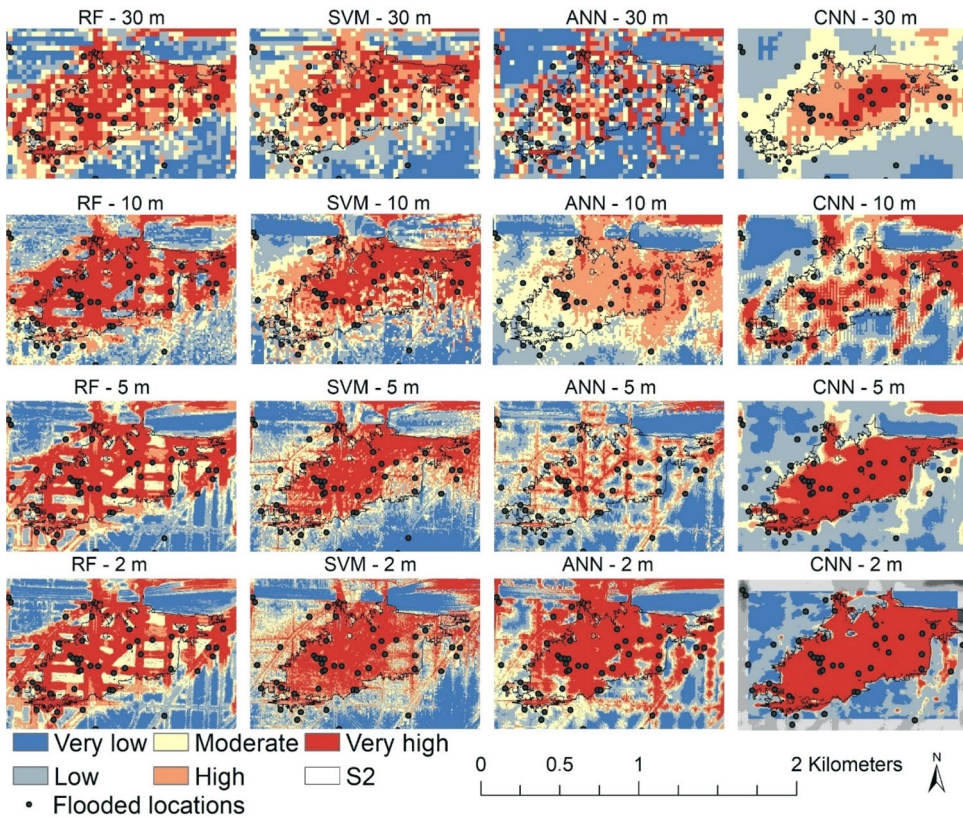 RF - 30 m SVM - 30 m ANN - 30 m CNN - 30 m
RF - 10 m SVM - 10 m ANN - 10 m CNN - 10 m
RF - 5 m SVM - 5 m ANN - 5 m CNN - 5 m
RF - 2 m SVM - 2 m ANN - 2 m CNN - 2 m
Very low Moderate Very high
Low High S2
Flooded locations
0 0.5 1 2 Kilometers
N